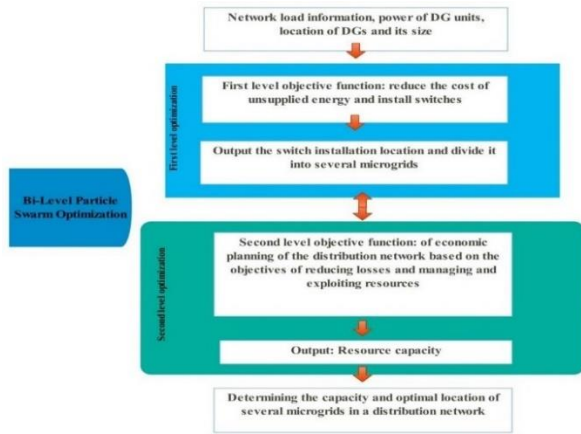 Network load information, power of DG units,
location of DGs and its size
First level optimization
First level objective function: reduce the cost of
unsupplied energy and install switches
Output the switch installation location and divide it
into several microgrids
Bi-Level Particle
Swarm Optimization
Second level optimization
Second level objective function: of economic
planning of the distribution network based on the
objectives of reducing losses and managing and
exploiting resources
Output: Resource capacity
Determining the capacity and optimal location of
several microgrids in a distribution network